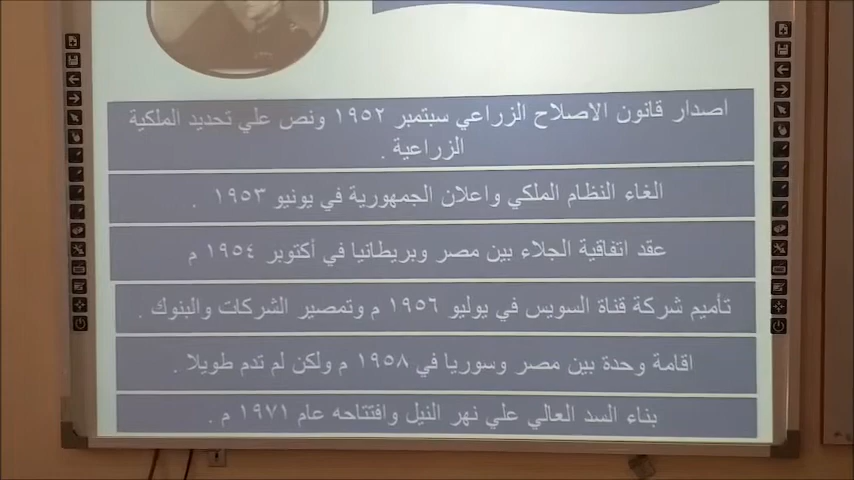 اصدار قانون الاصلاح الزراعي سبتمبر ١٩٥٢ ونص علي تحديد الملكية
الزراعية .
الغاء النظام الملكي واعلان الجمهورية في يونيو ١٩٥٣ .
عقد اتفاقية الجلاء بين مصر وبريطانيا في أكتوبر ١٩٥٤ م
تأميم شركة قناة السويس في يوليو ١٩٥٦ م وتمصير الشركات والبنوك .
اقامة وحدة بين مصر وسوريا في ١٩٥٨ م ولكن لم تدم طويلا .
بناء السد العالي علي نهر النيل وافتتاحه عام ١٩٧١ م .